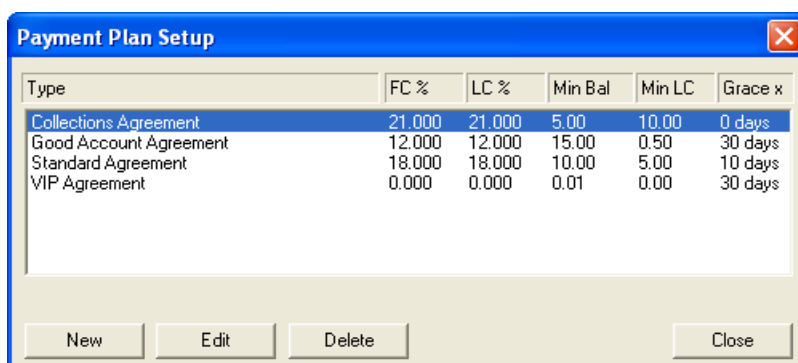 Payment Plan Setup
Type FC % LC % Min Bal Min LC Grace x
Collections Agreement 21.000 21.000 5.00 10.00 0 days
Good Account Agreement 12.000 12.000 15.00 0.50 30 days
Standard Agreement 18.000 18.000 10.00 5.00 10 days
VIP Agreement 0.000 0.000 0.01 0.00 30 days
New Edit Delete Close